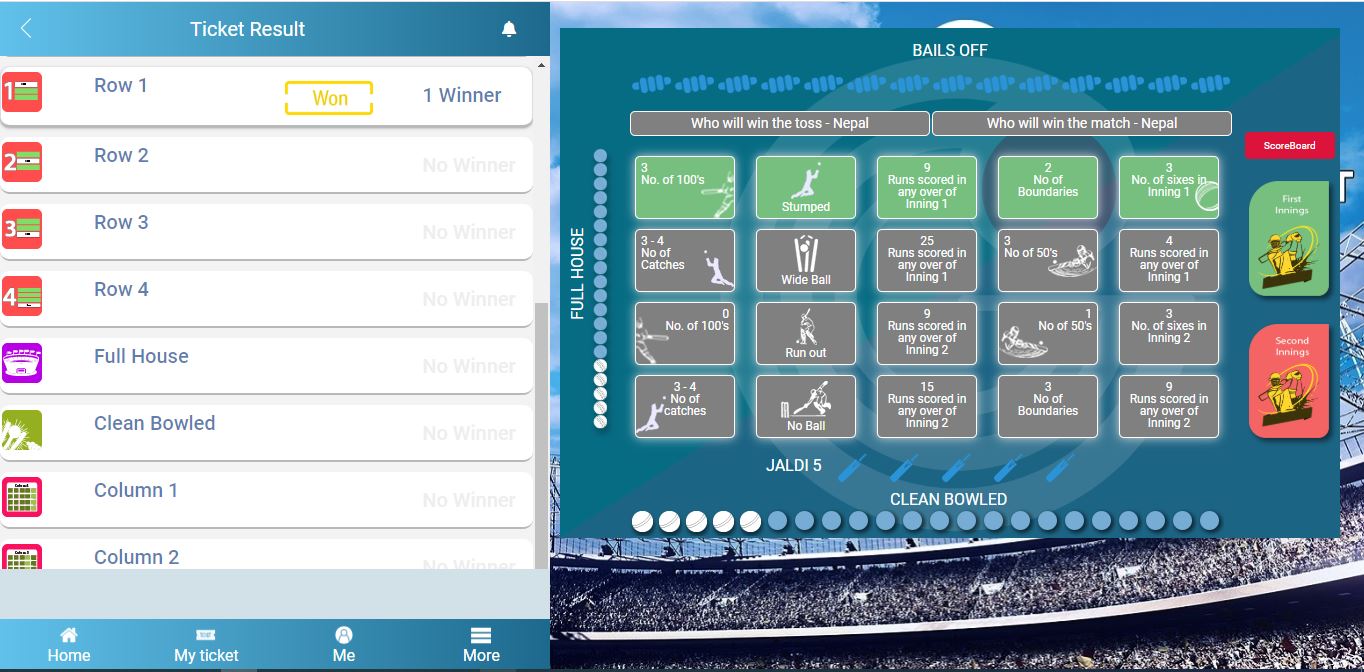 Ticket Result
1
Row 1
Won
1 Winner
2
Row 2
No Winner
3
Row 3
No Winner
4
Row 4
No Winner
Full House
No Winner
Clean Bowled
No Winner
Column 1
No Winner
Column 2
No Winner
Home
My ticket
Me
More
BAILS OFF
Who will win the toss - Nepal
Who will win the match - Nepal
ScoreBoard
FULL HOUSE
3
No. of 100's
Stumped
9
Runs scored in
any over of
Inning 1
2
No of
Boundaries
3
No. of sixes in
Inning 1
3 - 4
No of
Catches
Wide Ball
25
Runs scored in
any over of
Inning 1
3
No of 50's
4
Runs scored in
any over of
Inning 1
0
No. of 100's
Run out
9
Runs scored in
any over of
Inning 2
1
No of 50's
3
No. of sixes in
Inning 2
3 - 4
No of
catches
No Ball
15
Runs scored in
any over of
Inning 2
3
No of
Boundaries
9
Runs scored in
any over of
Inning 2
First
Innings
Second
Innings
JALDI 5
CLEAN BOWLED
T